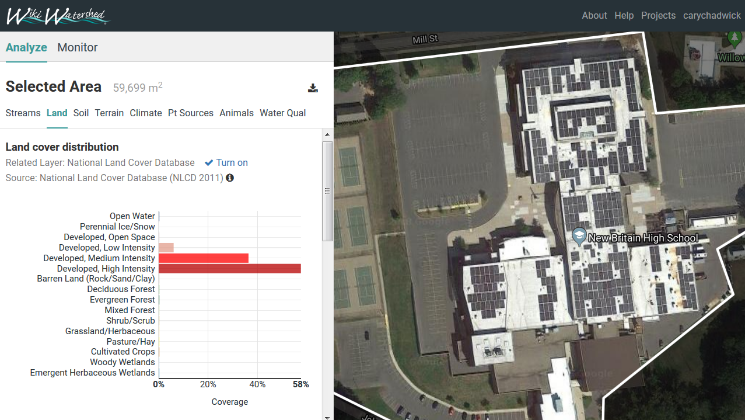 Wiki Watershed
About Help Projects carychadwick
Analyze Monitor
Selected Area 59,699 m²
Streams Land Soil Terrain Climate Pt Sources Animals Water Qual
Land cover distribution
Related Layer: National Land Cover Database Turn on
Source: National Land Cover Database (NLCD 2011)
Open Water
Perennial Ice/Snow
Developed, Open Space
Developed, Low Intensity
Developed, Medium Intensity
Developed, High Intensity
Barren Land (Rock/Sand/Clay)
Deciduous Forest
Evergreen Forest
Mixed Forest
Shrub/Scrub
Grassland/Herbaceous
Pasture/Hay
Cultivated Crops
Woody Wetlands
Emergent Herbaceous Wetlands
0% 20% 40% 58%
Coverage
Mill St
Willow
New Britain High School